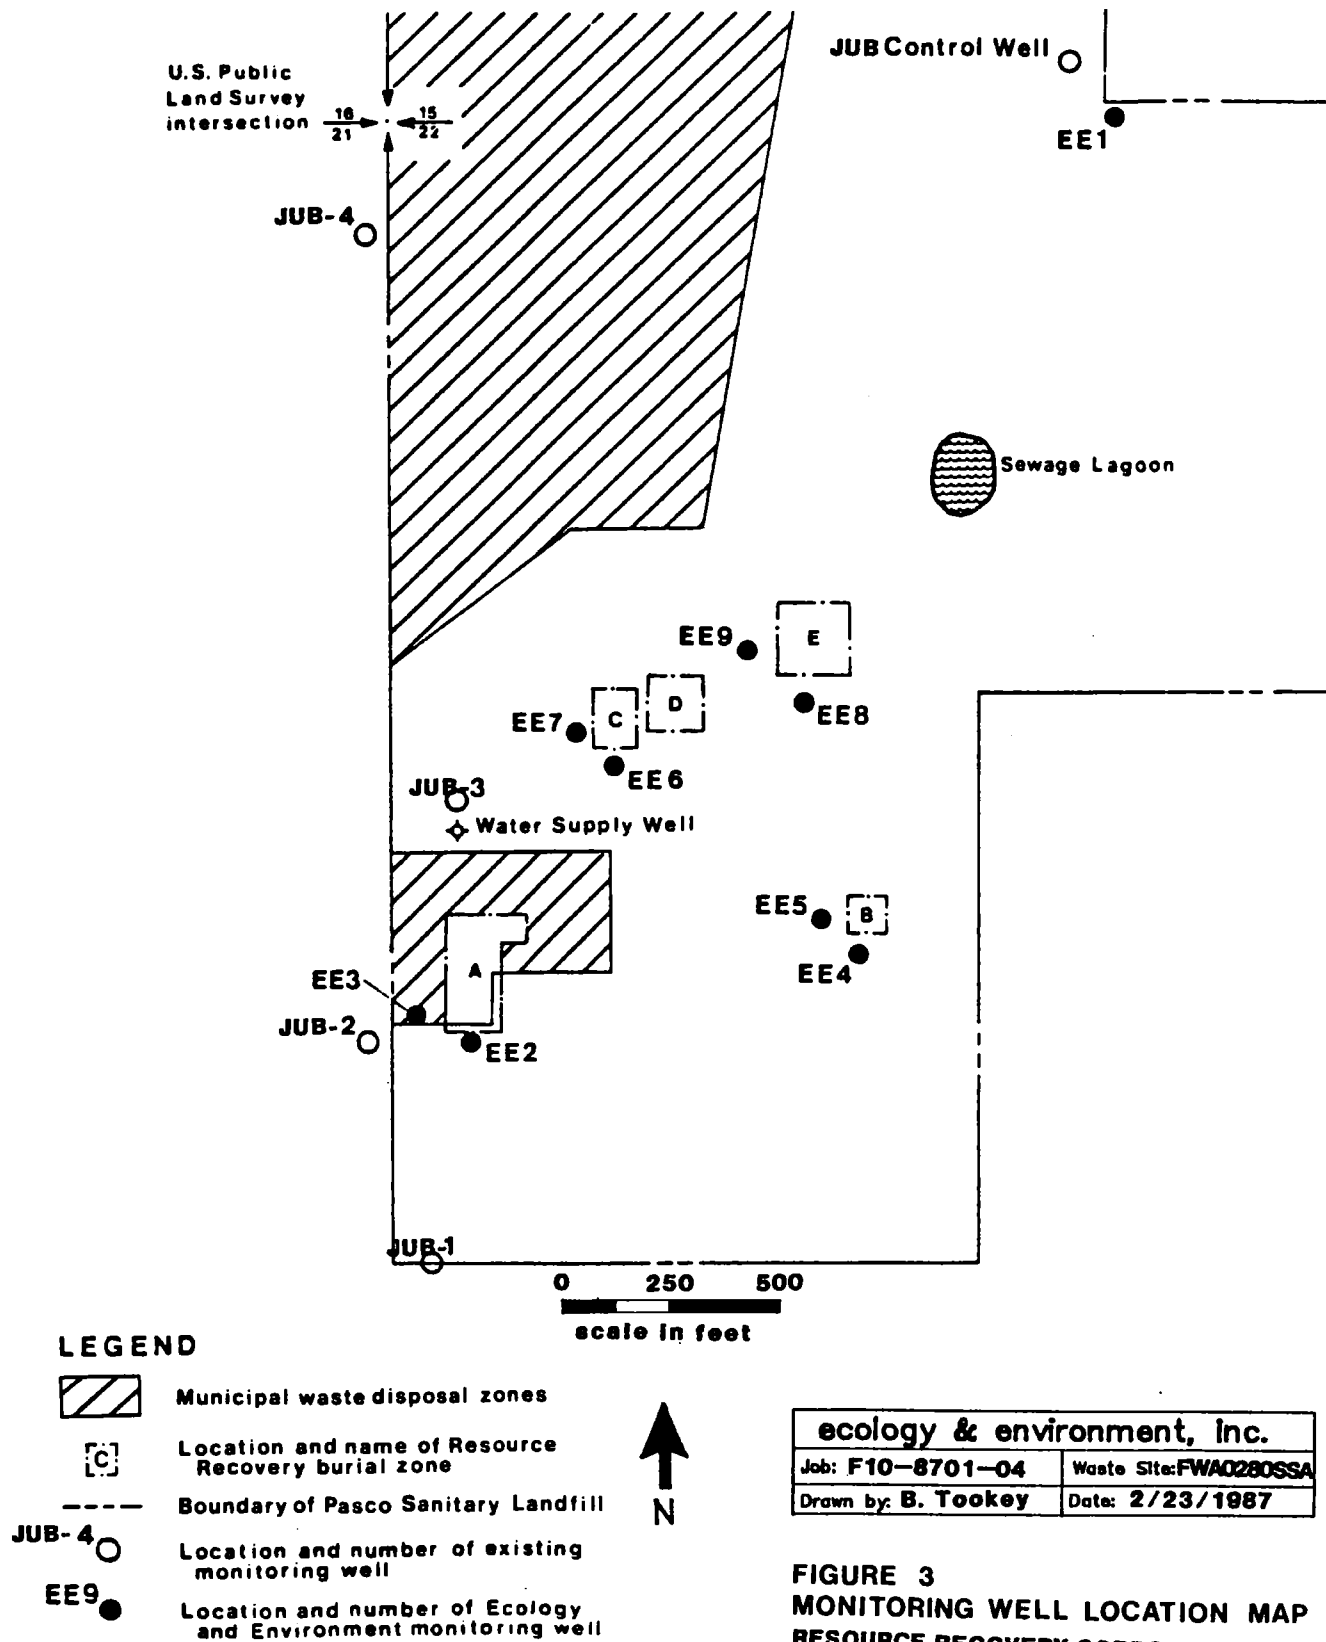 JUB Control Well
U.S. Public
Land Survey
intersection
16
21
15
22
EE1
JUB-4
Sewage Lagoon
EE9
E
EE8
D
C
EE7
EE6
JUB-3
Water Supply Well
EE5
B
EE4
A
EE3
JUB-2
EE2
JUB-1
0 250 500
scale in feet
LEGEND
Municipal waste disposal zones
C
Location and name of Resource
Recovery burial zone
Boundary of Pasco Sanitary Landfill
JUB-4
Location and number of existing
monitoring well
EE9
Location and number of Ecology
and Environment monitoring well
N
ecology & environment, inc.
Job: F10-8701-04
Waste Site: FWA0280SSA
Drawn by: B. Tookey
Date: 2/23/1987
FIGURE 3
MONITORING WELL LOCATION MAP
RESOURCE RECOVERY